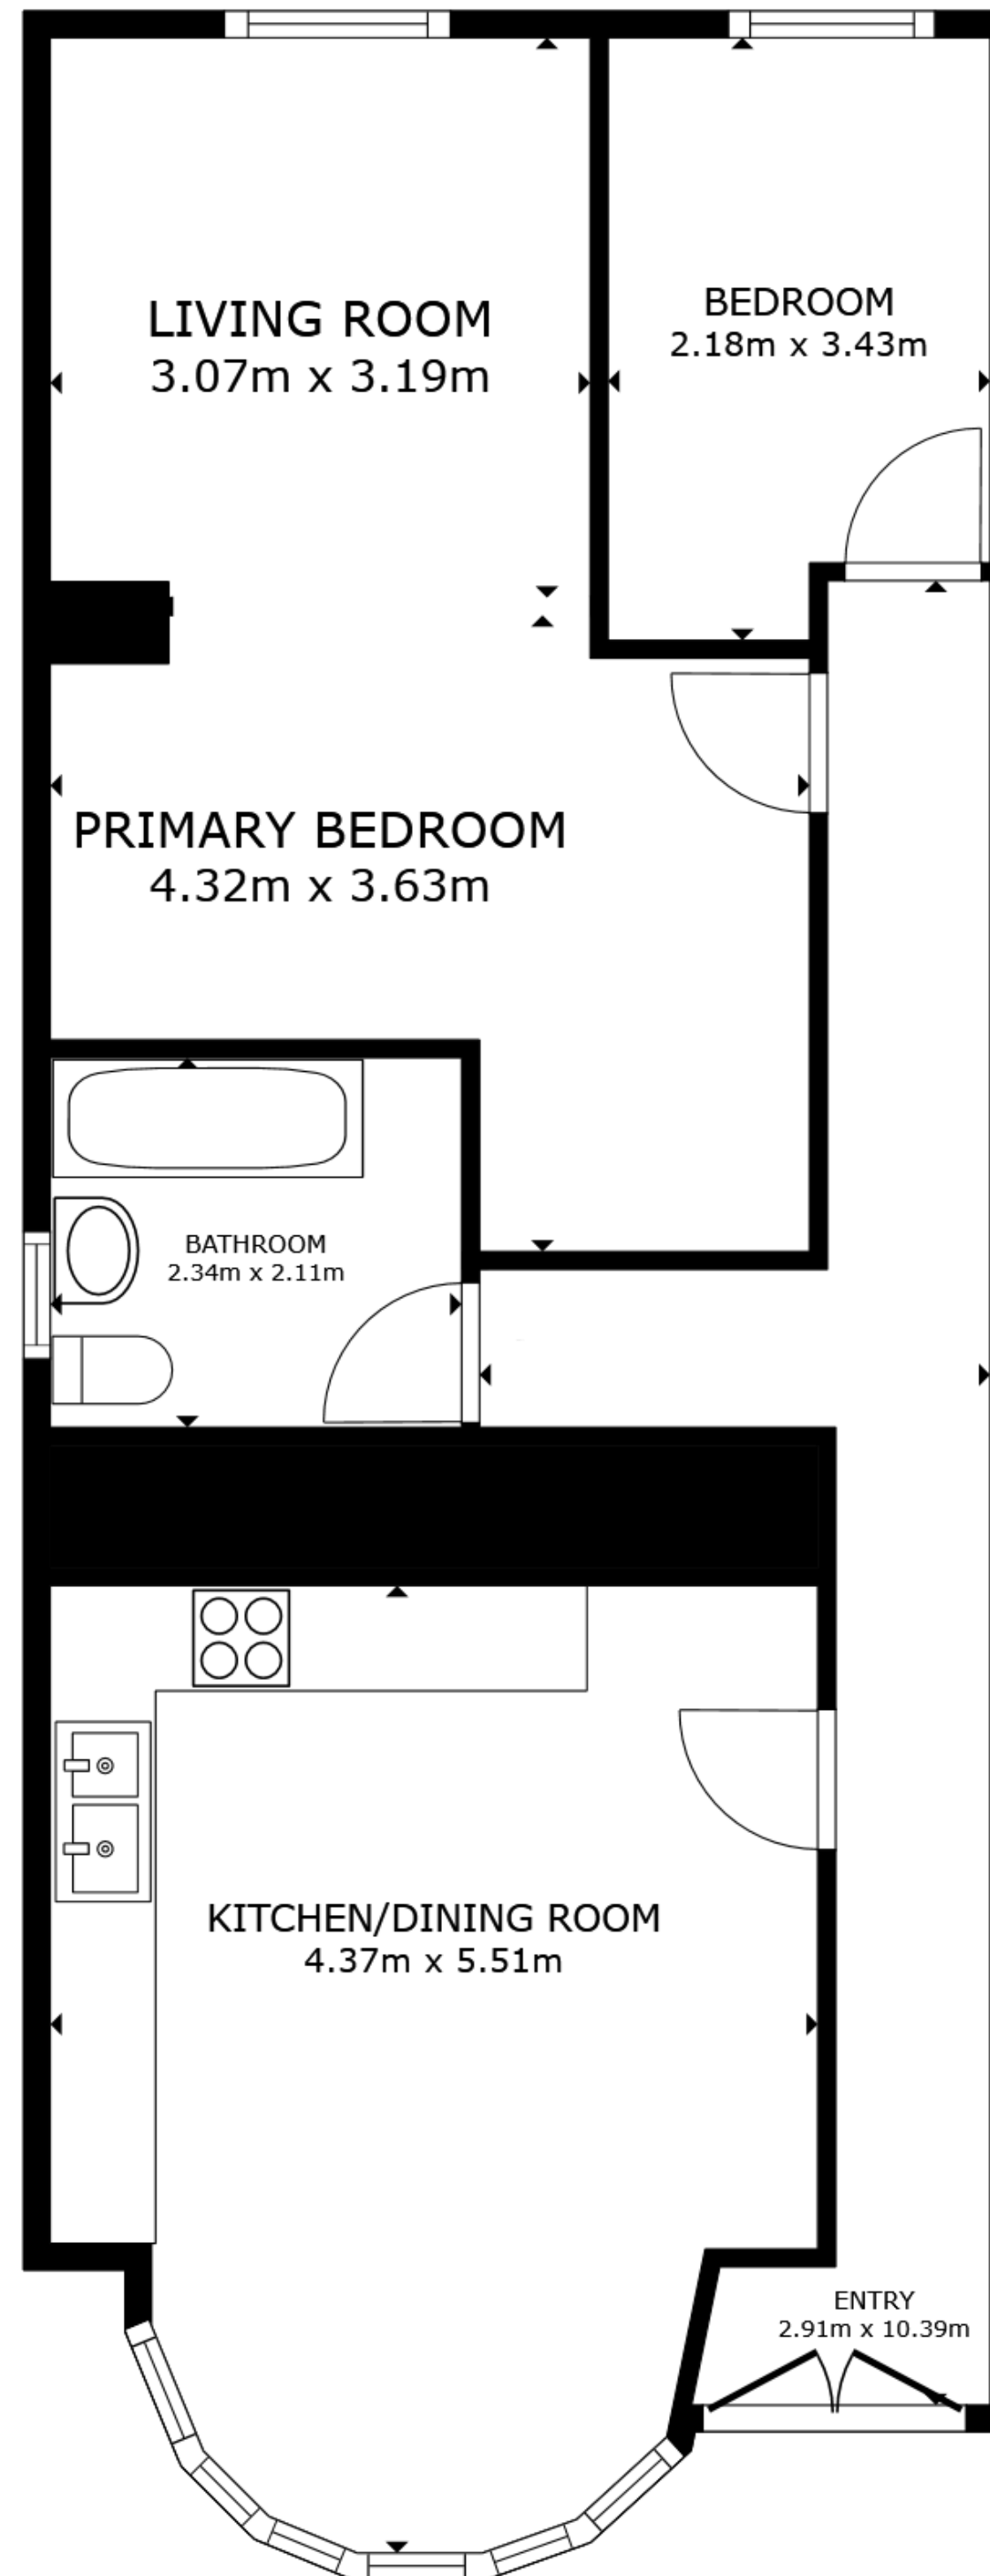 LIVING ROOM
3.07m x 3.19m
BEDROOM
2.18m x 3.43m
PRIMARY BEDROOM
4.32m x 3.63m
BATHROOM
2.34m x 2.11m
KITCHEN/DINING ROOM
4.37m x 5.51m
ENTRY
2.91m x 10.39m